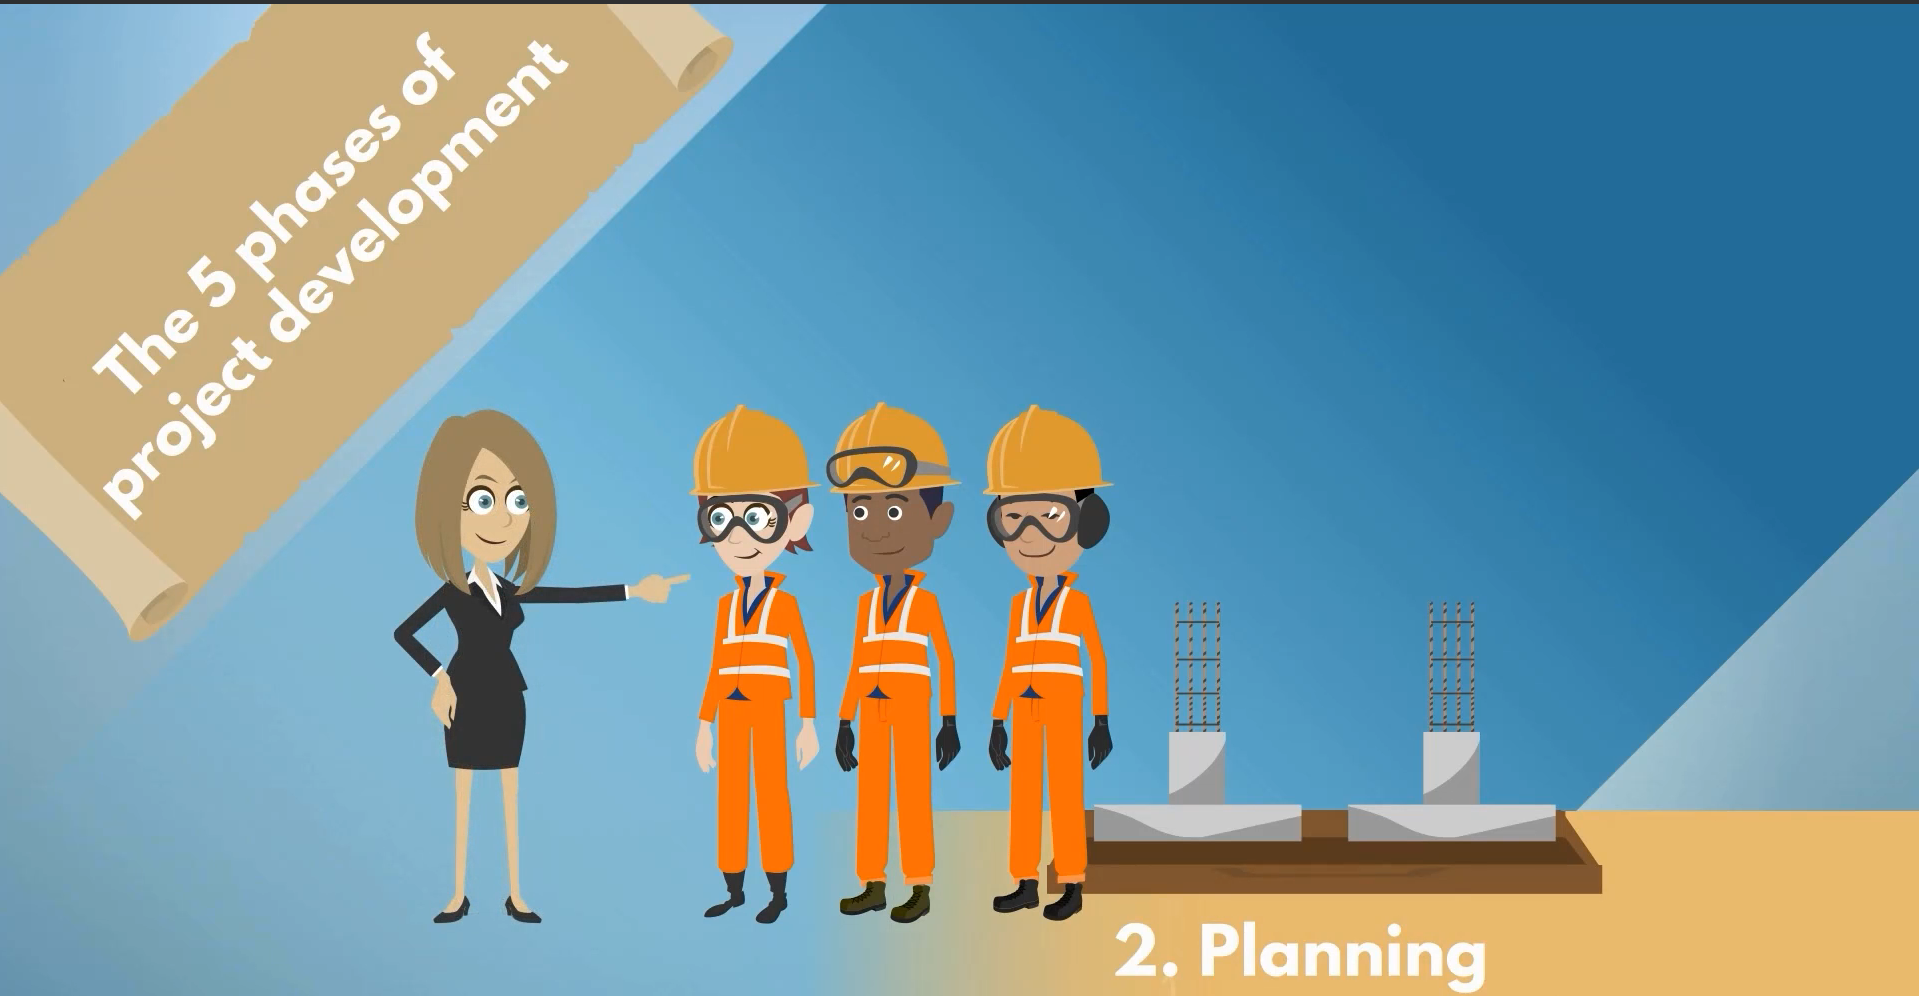 The 5 phases of
project development
2. Planning